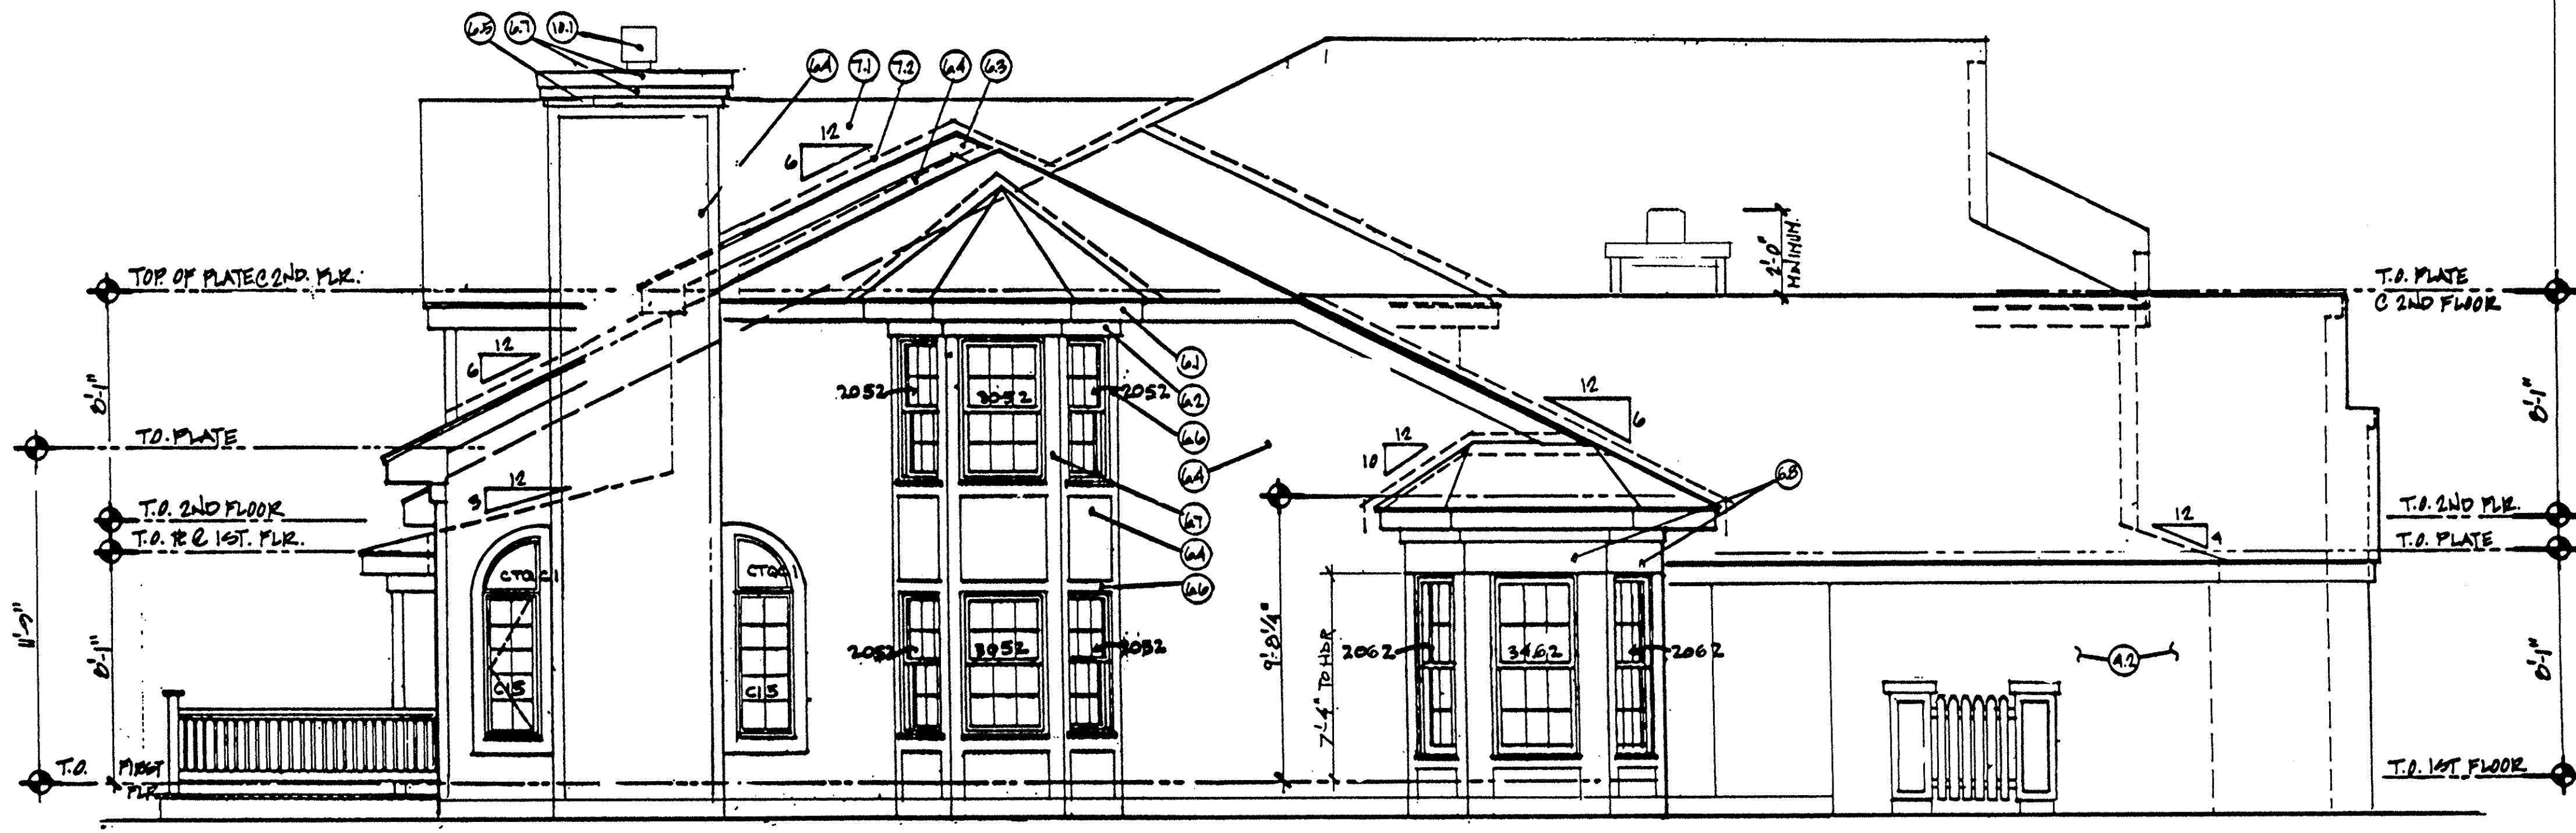 6.5 6.7 10.1
6.4 7.1 7.2 6.4 6.3
12
6
2'-0"
MINIMUM.
TOP OF PLATE @ 2ND. FLR.
T.O. PLATE
@ 2ND FLOOR
12
6
6.1
2052
3052
2052
6.2
12
6
8'-1"
8'-1"
T.O. PLATE
6.6
12
10
6.4
6.8
12
3
T.O. 2ND FLOOR
6.7
T.O. 2ND FLR.
12
4
T.O. PL @ 1ST. FLR.
6.4
T.O. PLATE
CTQC1
CTQC1
6.6
11'-9"
8'-1"
9'-8 1/4"
7'-4" TO HDR
2052
3052
2052
2062
3462
2062
4.2
8'-1"
C15
C15
T.O. FIRST
FLR
T.O. 1ST. FLOOR